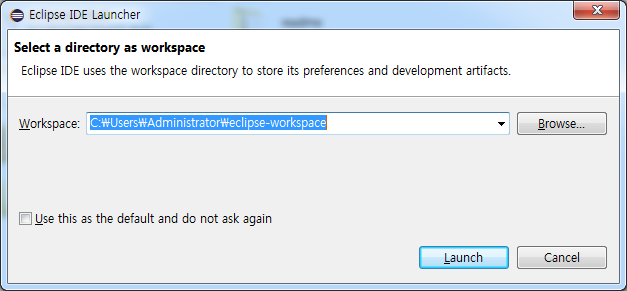 Eclipse IDE Launcher
Select a directory as workspace
Eclipse IDE uses the workspace directory to store its preferences and development artifacts.
Workspace: C:₩Users₩Administrator₩eclipse-workspace Browse...
Use this as the default and do not ask again
Launch Cancel